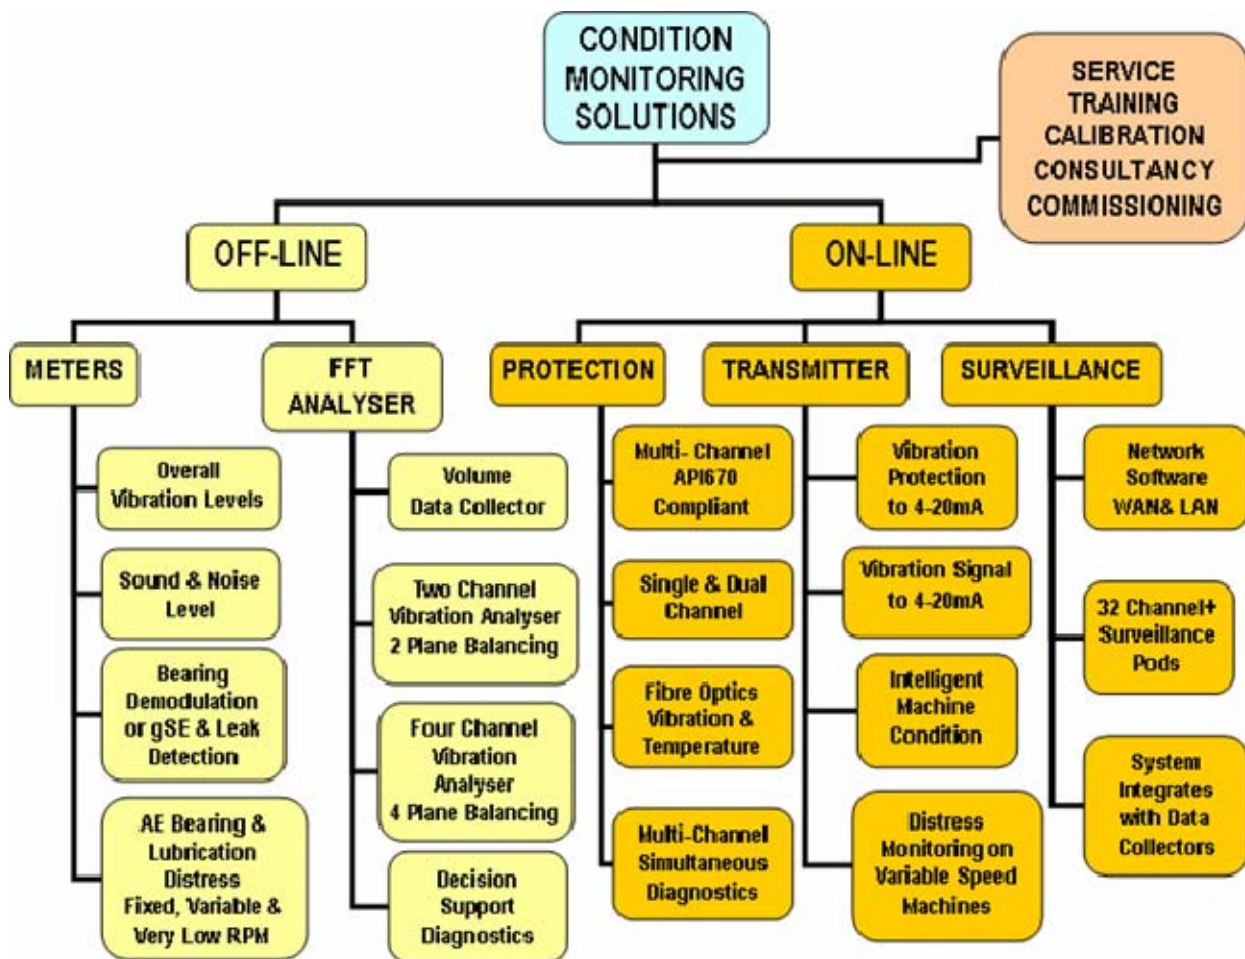 CONDITION
MONITORING
SOLUTIONS
SERVICE
TRAINING
CALIBRATION
CONSULTANCY
COMMISSIONING
OFF-LINE
ON-LINE
METERS
FFT
ANALYSER
PROTECTION
TRANSMITTER
SURVEILLANCE
Overall
Vibration Levels
Sound & Noise
Level
Bearing
Demodulation
or gSE & Leak
Detection
AE Bearing &
Lubrication
Distress
Fixed, Variable &
Very Low RPM
Volume
Data Collector
Two Channel
Vibration Analyser
2 Plane Balancing
Four Channel
Vibration
Analyser
4 Plane Balancing
Decision
Support
Diagnostics
Multi- Channel
API670
Compliant
Single & Dual
Channel
Fibre Optics
Vibration &
Temperature
Multi-Channel
Simultaneous
Diagnostics
Vibration
Protection
to 4-20mA
Vibration Signal
to 4-20mA
Intelligent
Machine
Condition
Distress
Monitoring on
Variable Speed
Machines
Network
Software
WAN& LAN
32 Channel+
Surveillance
Pods
System
Integrates
with Data
Collectors